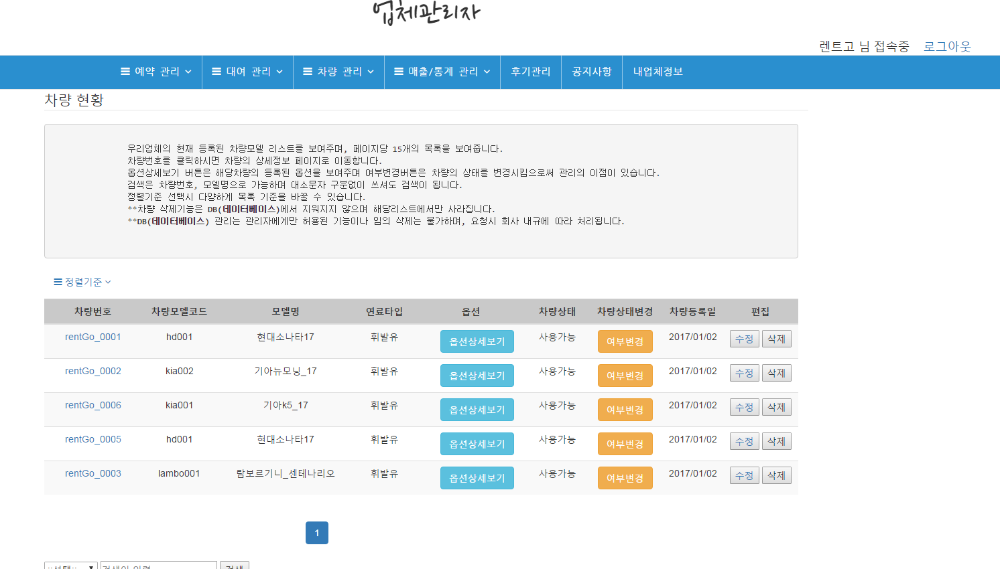 업체관리자
렌트고 님 접속중 로그아웃
예약 관리 대여 관리 차량 관리 매출/통계 관리 후기관리 공지사항 내업체정보
차량 현황
우리업체의 현재 등록된 차량모델 리스트를 보여주며, 페이지당 15개의 목록을 보여줍니다.
차량번호를 클릭하시면 차량의 상세정보 페이지로 이동합니다.
옵션상세보기 버튼은 해당차량의 등록된 옵션을 보여주며 여부변경버튼은 차량의 상태를 변경시킴으로써 관리의 이점이 있습니다.
검색은 차량번호, 모델명으로 가능하며 대소문자 구분없이 쓰셔도 검색이 됩니다.
정렬기준 선택시 다양하게 목록 기준을 바꿀 수 있습니다.
**차량 삭제기능은 DB(데이터베이스)에서 지워지지 않으며 해당리스트에서만 사라집니다.
**DB(데이터베이스) 관리는 관리자에게만 허용된 기능이나 임의 삭제는 불가하며, 요청시 회사 내규에 따라 처리됩니다.
정렬기준
차량번호 차량모델코드 모델명 연료타입 옵션 차량상태 차량상태변경 차량등록일 편집
rentGo_0001 hd001 현대소나타17 휘발유 옵션상세보기 사용가능 여부변경 2017/01/02 수정 삭제
rentGo_0002 kia002 기아뉴모닝_17 휘발유 옵션상세보기 사용가능 여부변경 2017/01/02 수정 삭제
rentGo_0006 kia001 기아k5_17 휘발유 옵션상세보기 사용가능 여부변경 2017/01/02 수정 삭제
rentGo_0005 hd001 현대소나타17 휘발유 옵션상세보기 사용가능 여부변경 2017/01/02 수정 삭제
rentGo_0003 lambo001 람보르기니_센테나리오 휘발유 옵션상세보기 사용가능 여부변경 2017/01/02 수정 삭제
1
::선택:: 검색어 입력 검색